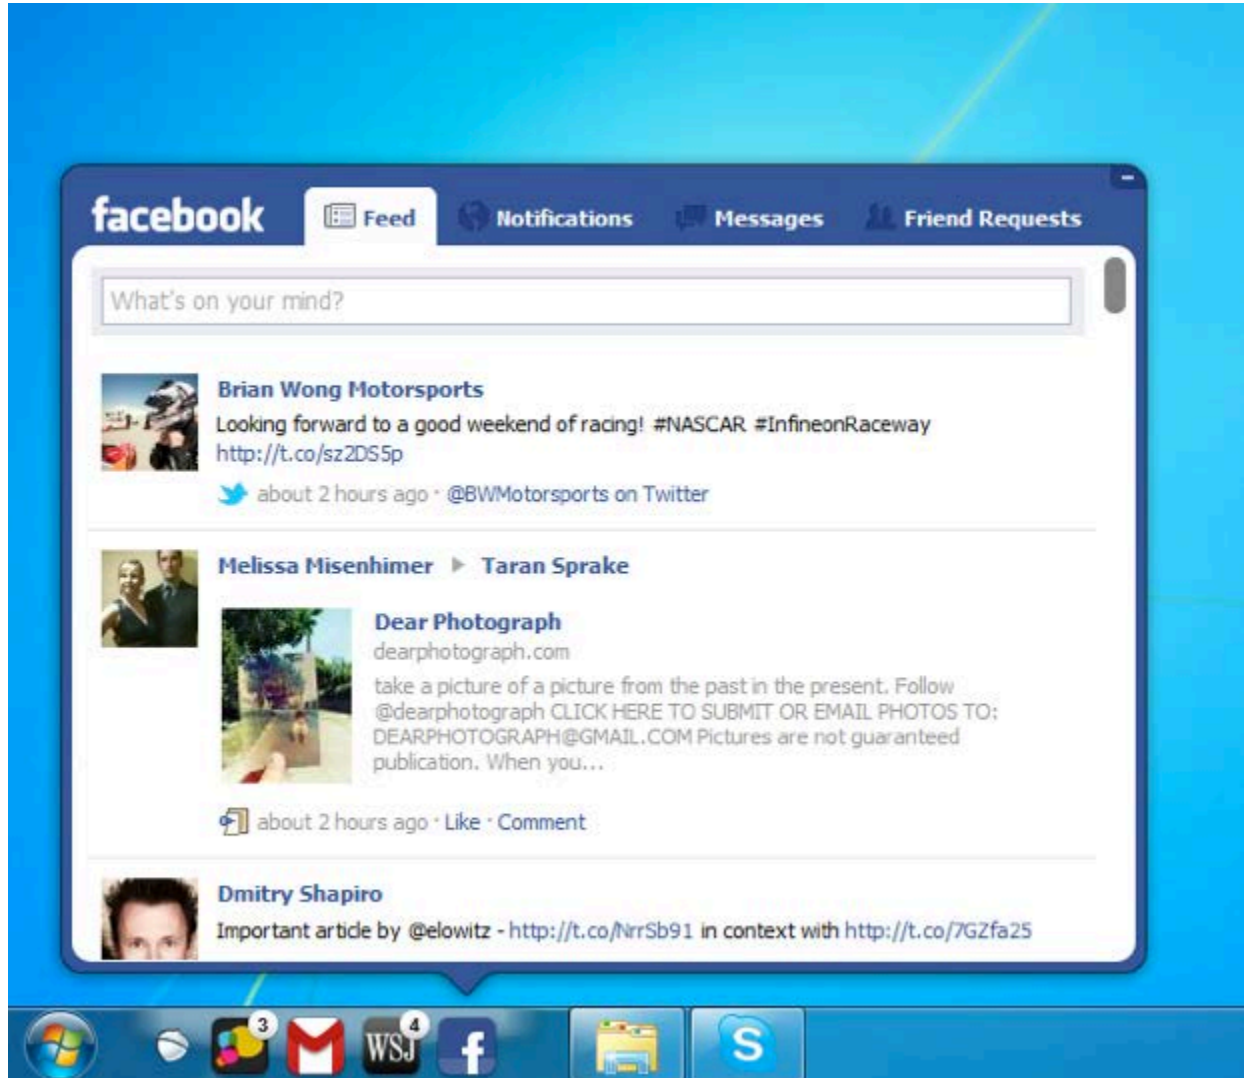 facebook
Feed
Notifications
Messages
Friend Requests
What's on your mind?
Brian Wong Motorsports
Looking forward to a good weekend of racing! #NASCAR #InfineonRaceway
http://t.co/sz2DS5p
about 2 hours ago · @BWMotorsports on Twitter
Melissa Misenhimer ▶ Taran Sprake
Dear Photograph
dearphotograph.com
take a picture of a picture from the past in the present. Follow
@dearphotograph CLICK HERE TO SUBMIT OR EMAIL PHOTOS TO:
DEARPHOTOGRAPH@GMAIL.COM Pictures are not guaranteed
publication. When you...
about 2 hours ago · Like · Comment
Dmitry Shapiro
Important article by @elowitz - http://t.co/NrrSb91 in context with http://t.co/7GZfa25
3
M
WSJ
4
f
S